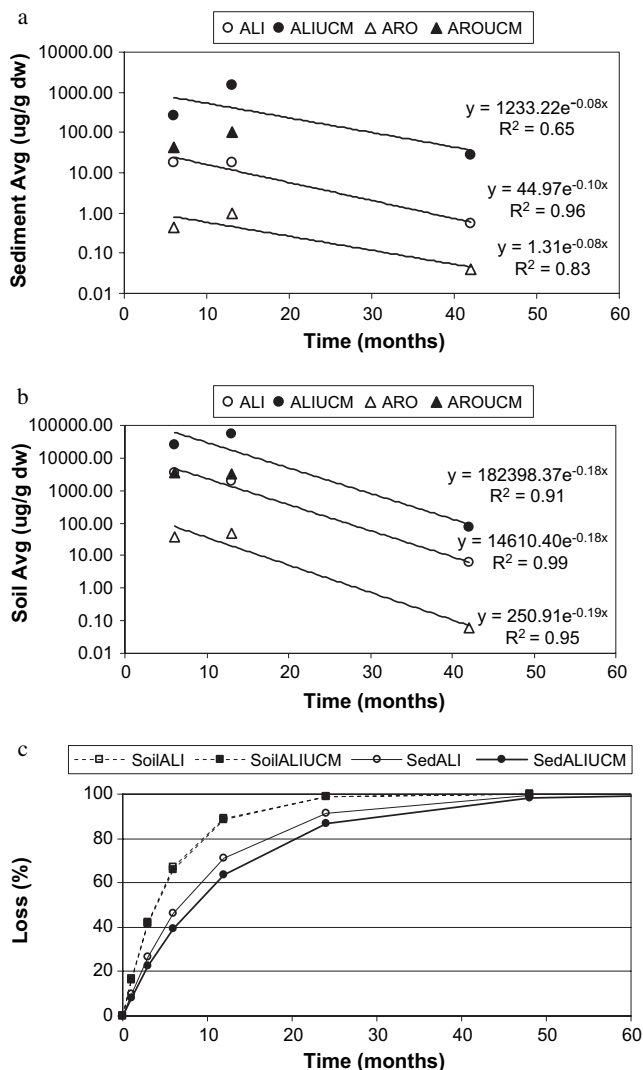 a
ALI ALIUCM ARO AROUCM
10000.00
1000.00
100.00
10.00
1.00
0.10
0.01
Sediment Avg (ug/g dw)
y = 1233.22e^-0.08x
R² = 0.65
y = 44.97e^-0.10x
R² = 0.96
y = 1.31e^-0.08x
R² = 0.83
0 10 20 30 40 50 60
Time (months)
b
ALI ALIUCM ARO AROUCM
100000.00
10000.00
1000.00
100.00
10.00
1.00
0.10
0.01
Soil Avg (ug/g dw)
y = 182398.37e^-0.18x
R² = 0.91
y = 14610.40e^-0.18x
R² = 0.99
y = 250.91e^-0.19x
R² = 0.95
0 10 20 30 40 50 60
Time (months)
c
SoilALI SoilALIUCM SedALI SedALIUCM
100
80
60
40
20
0
Loss (%)
0 10 20 30 40 50 60
Time (months)